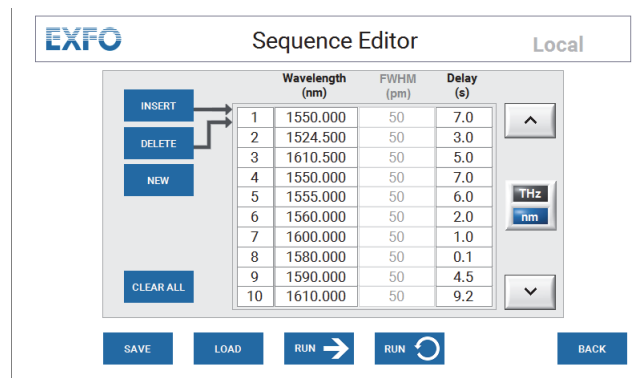 EXFO Sequence Editor Local
Wavelength (nm) FWHM (pm) Delay (s)
INSERT
DELETE
NEW
CLEAR ALL
1 1550.000 50 7.0
2 1524.500 50 3.0
3 1610.500 50 5.0
4 1550.000 50 7.0
5 1555.000 50 6.0
6 1560.000 50 2.0
7 1600.000 50 1.0
8 1580.000 50 0.1
9 1590.000 50 4.5
10 1610.000 50 9.2
THz
nm
SAVE LOAD RUN RUN BACK